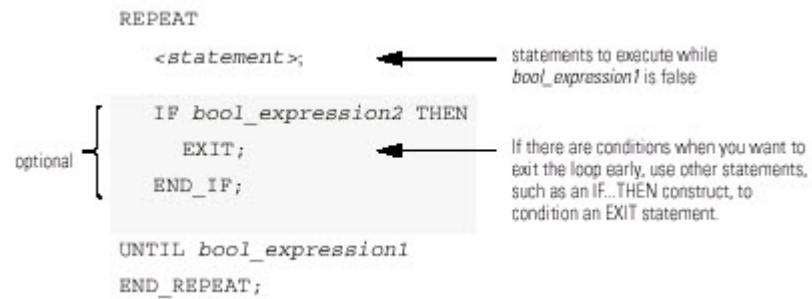 REPEAT
<statement>;
statements to execute while
bool_expression1 is false
optional
IF bool_expression2 THEN
EXIT;
END_IF;
If there are conditions when you want to
exit the loop early, use other statements,
such as an IF...THEN construct, to
condition an EXIT statement.
UNTIL bool_expression1
END_REPEAT;